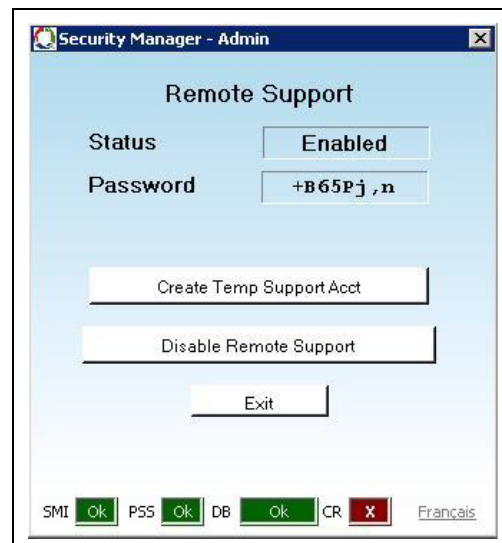 Security Manager - Admin
Remote Support
Status Enabled
Password +B65Pj,n
Create Temp Support Acct
Disable Remote Support
Exit
SMI Ok PSS Ok DB Ok CR X Français